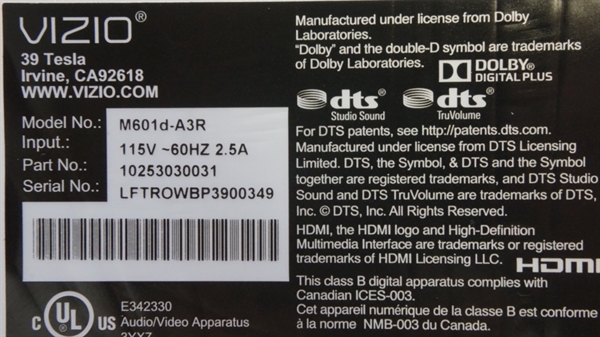 VIZIO®
39 Tesla
Irvine, CA92618
WWW.VIZIO.COM
Model No.: M601d-A3R
Input.: 115V ~60HZ 2.5A
Part No.: 10253030031
Serial No.: LFTROWBP3900349
C UL® US
E342330
Audio/Video Apparatus
3YX7
Manufactured under license from Dolby
Laboratories.
"Dolby" and the double-D symbol are trademarks
of Dolby Laboratories.
DOLBY®
DIGITAL PLUS
dts®
Studio Sound
dts®
TruVolume
For DTS patents, see http://patents.dts.com.
Manufactured under license from DTS Licensing
Limited. DTS, the Symbol, & DTS and the Symbol
together are registered trademarks, and DTS Studio
Sound and DTS TruVolume are trademarks of DTS,
Inc. © DTS, Inc. All Rights Reserved.
HDMI, the HDMI logo and High-Definition
Multimedia Interface are trademarks or registered
trademarks of HDMI Licensing LLC.
HDMI
This class B digital apparatus complies with
Canadian ICES-003.
Cet appareil numérique de la classe B est conforme
à la norme NMB-003 du Canada.